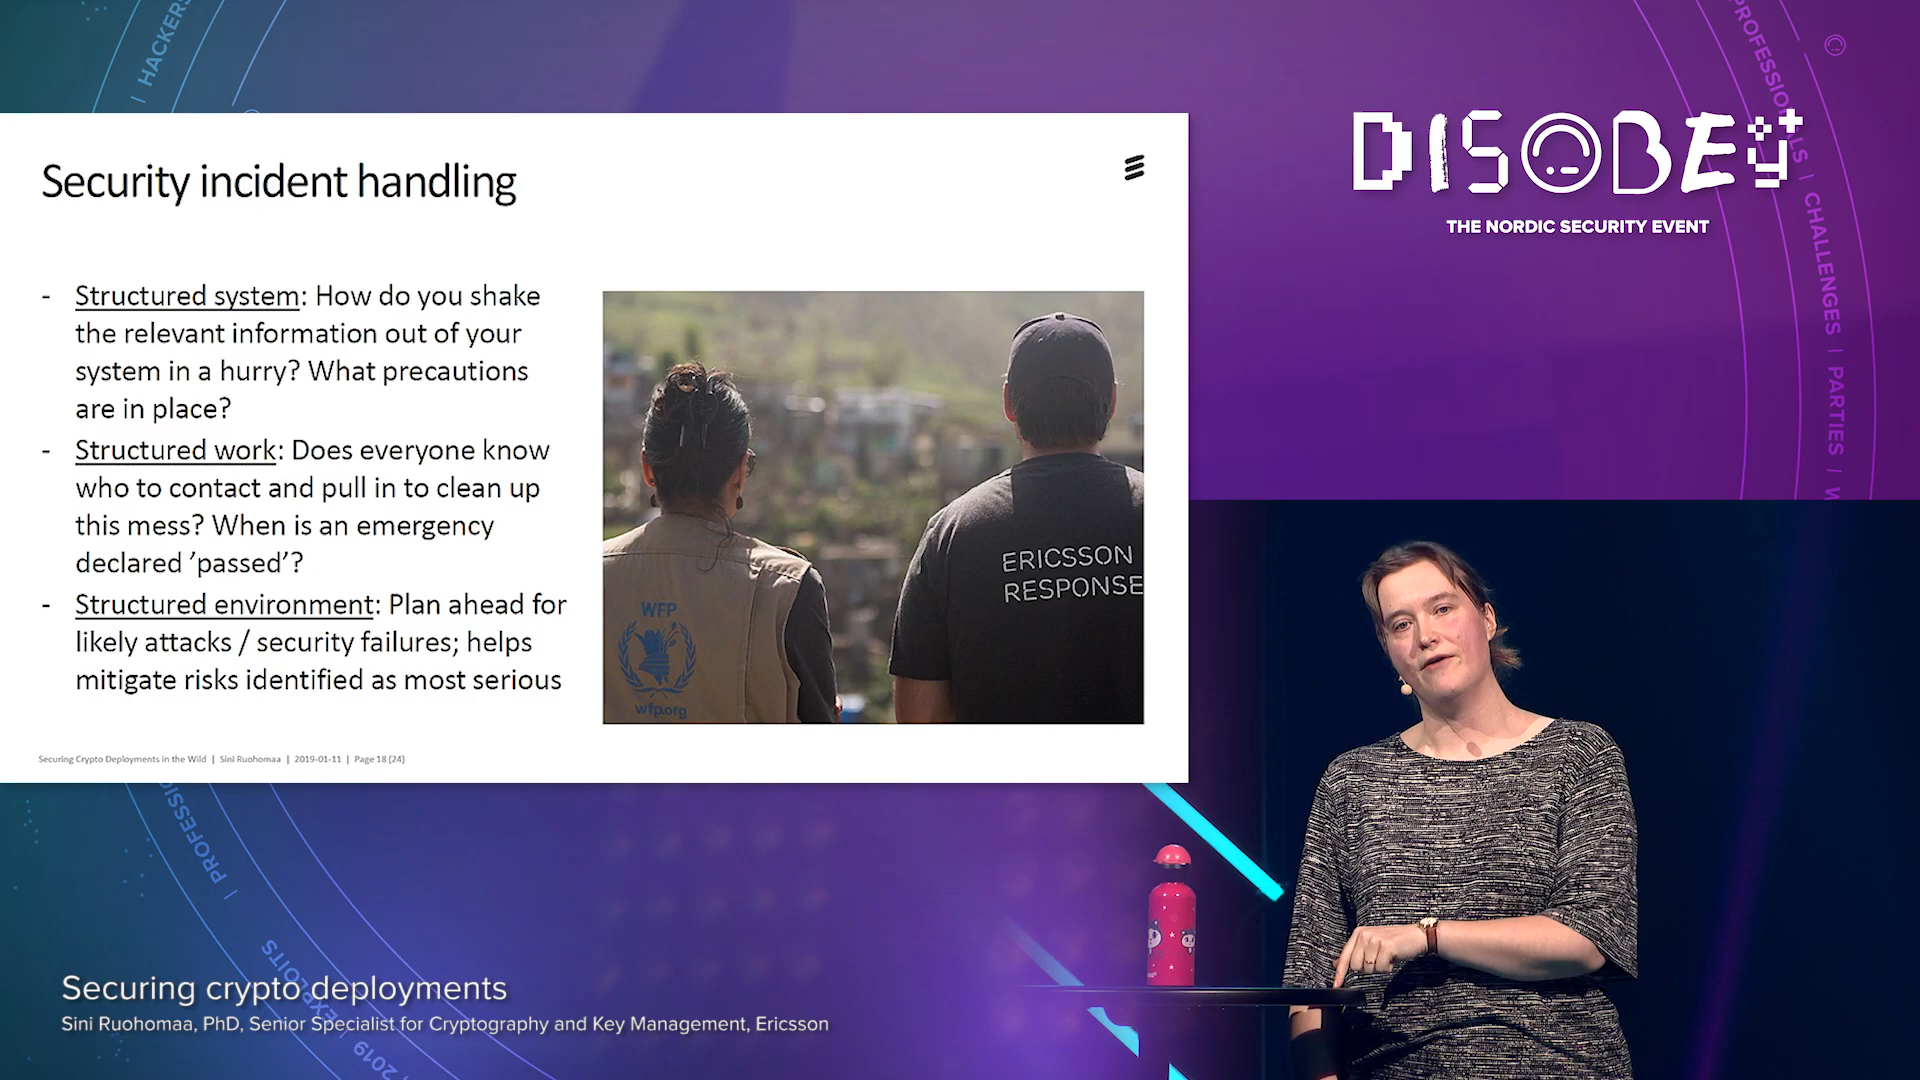 HACKERS
DISOBEY
THE NORDIC SECURITY EVENT
PROFESSIONALS | CHALLENGES | PARTIES /
Security incident handling
- Structured system: How do you shake
the relevant information out of your
system in a hurry? What precautions
are in place?
- Structured work: Does everyone know
who to contact and pull in to clean up
this mess? When is an emergency
declared ’passed’?
- Structured environment: Plan ahead for
likely attacks / security failures; helps
mitigate risks identified as most serious
ERICSSON
RESPONSE
WFP
wfp.org
Securing Crypto Deployments in the Wild | Sini Ruohomaa | 2019-01-11 | Page 18 (24)
PROFESSI
EXPLOITS
2019
Securing crypto deployments
Sini Ruohomaa, PhD, Senior Specialist for Cryptography and Key Management, Ericsson